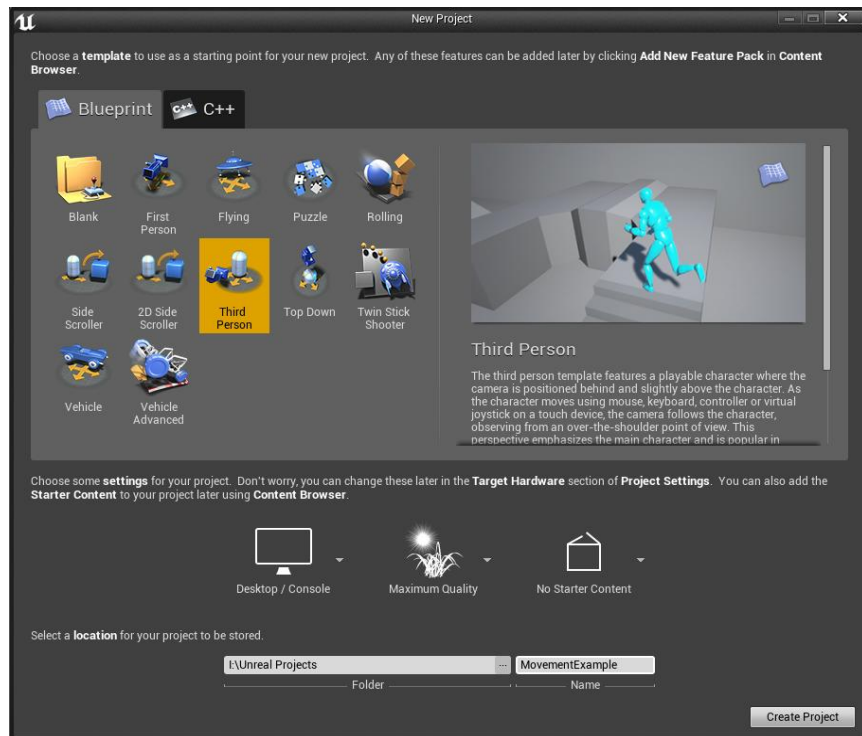 New Project
Choose a template to use as a starting point for your new project. Any of these features can be added later by clicking Add New Feature Pack in Content
Browser.
Blueprint
C++
C++
Blank
First
Person
Flying
Puzzle
Rolling
Side
Scroller
2D Side
Scroller
Third
Person
Top Down
Twin Stick
Shooter
Vehicle
Vehicle
Advanced
Third Person
The third person template features a playable character where the
camera is positioned behind and slightly above the character. As
the character moves using mouse, keyboard, controller or virtual
joystick on a touch device, the camera follows the character,
observing from an over-the-shoulder point of view. This
perspective emphasizes the main character and is popular in
Choose some settings for your project. Don't worry, you can change these later in the Target Hardware section of Project Settings. You can also add the
Starter Content to your project later using Content Browser.
Desktop / Console
Maximum Quality
No Starter Content
Select a location for your project to be stored.
I:\Unreal Projects
...
MovementExample
Folder
Name
Create Project